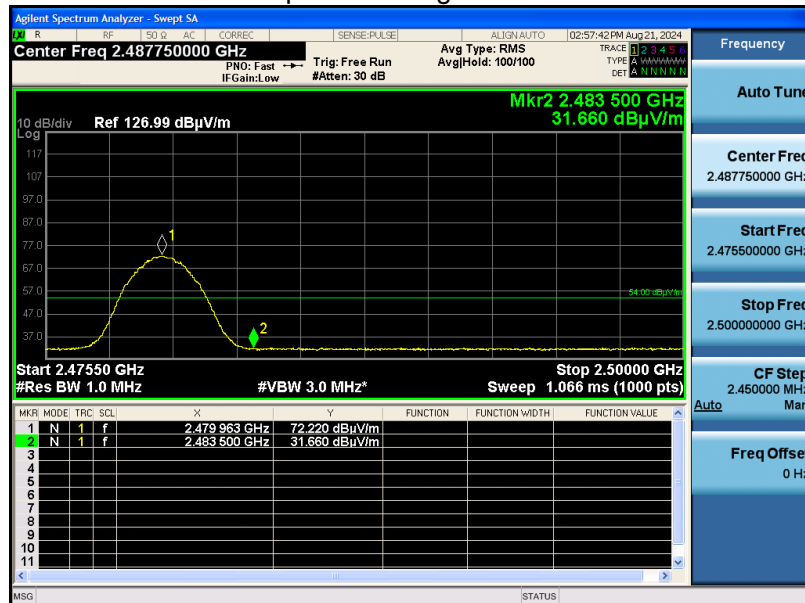 Agilent Spectrum Analyzer - Swept SA
LXI R RF 50 Ω AC CORREC SENSE:PULSE ALIGN AUTO 02:57:42 PM Aug 21, 2024
Center Freq 2.487750000 GHz
PNO: Fast
IFGain:Low
Trig: Free Run
#Atten: 30 dB
Avg Type: RMS
Avg|Hold: 100/100
TRACE 1 2 3 4 5 6
TYPE A WWWWW
DET A N N N N N
Mkr2 2.483 500 GHz
31.660 dBµV/m
10 dB/div Ref 126.99 dBµV/m
Log
117
107
97.0
87.0
77.0
67.0
57.0
47.0
37.0
1
2
54.00 dBµV/m
Start 2.47550 GHz Stop 2.50000 GHz
#Res BW 1.0 MHz #VBW 3.0 MHz* Sweep 1.066 ms (1000 pts)
MKR MODE TRC SCL X Y FUNCTION FUNCTION WIDTH FUNCTION VALUE
1 N 1 f 2.479 963 GHz 72.220 dBµV/m
2 N 1 f 2.483 500 GHz 31.660 dBµV/m
3
4
5
6
7
8
9
10
11
MSG STATUS
Frequency
Auto Tune
Center Freq
2.487750000 GHz
Start Freq
2.475500000 GHz
Stop Freq
2.500000000 GHz
CF Step
2.450000 MHz
Auto Man
Freq Offset
0 Hz